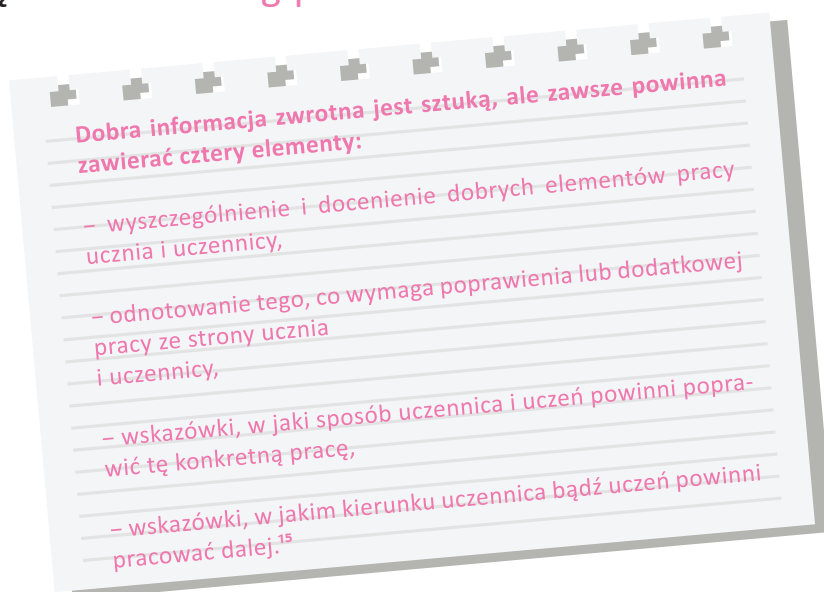 Dobra informacja zwrotna jest sztuką, ale zawsze powinna
zawierać cztery elementy:
– wyszczególnienie i docenienie dobrych elementów pracy
ucznia i uczennicy,
– odnotowanie tego, co wymaga poprawienia lub dodatkowej
pracy ze strony ucznia
i uczennicy,
– wskazówki, w jaki sposób uczennica i uczeń powinni popra-
wić tę konkretną pracę,
– wskazówki, w jakim kierunku uczennica bądź uczeń powinni
pracować dalej.¹⁵